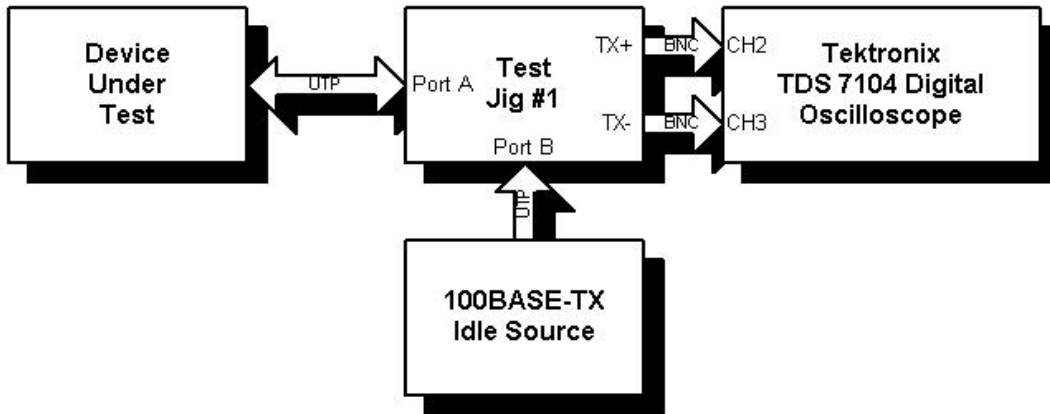 Device
Under
Test
UTP
Port A
Test
Jig #1
TX+
TX-
Port B
BNC
BNC
CH2
CH3
Tektronix
TDS 7104 Digital
Oscilloscope
UTP
100BASE-TX
Idle Source